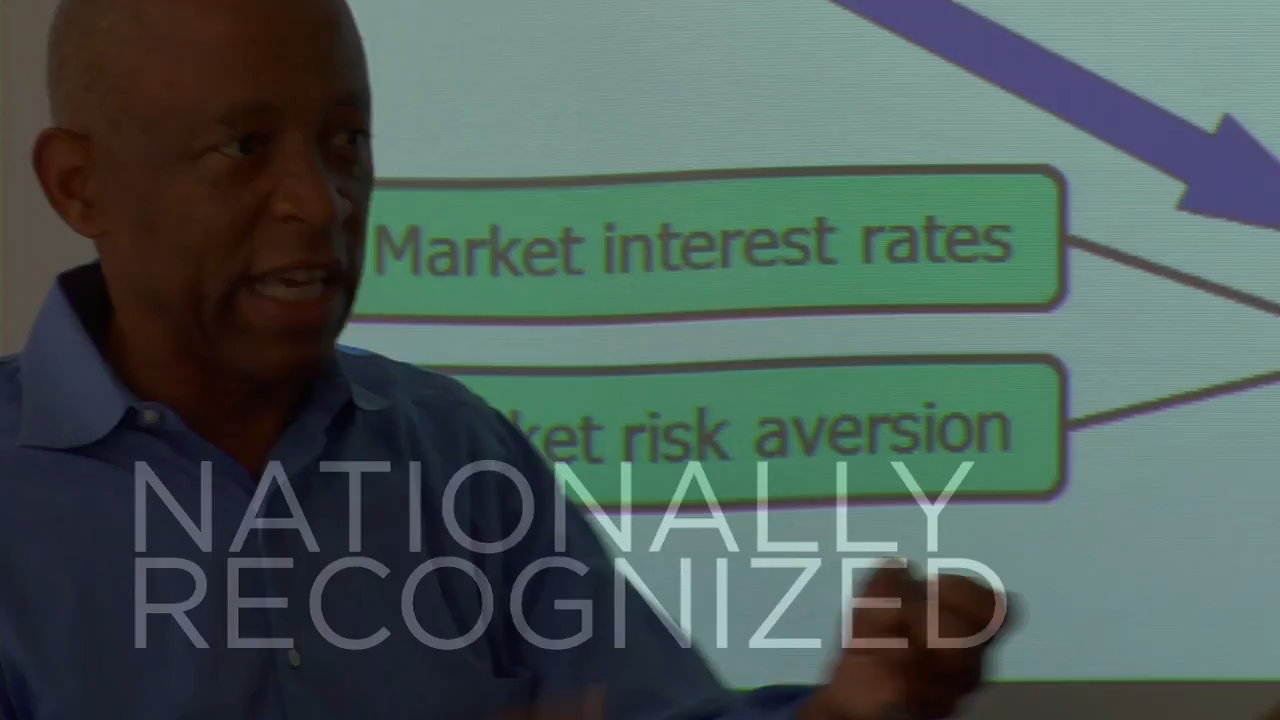 Market interest rates
risk aversion
NATIONALLY
RECOGNIZED